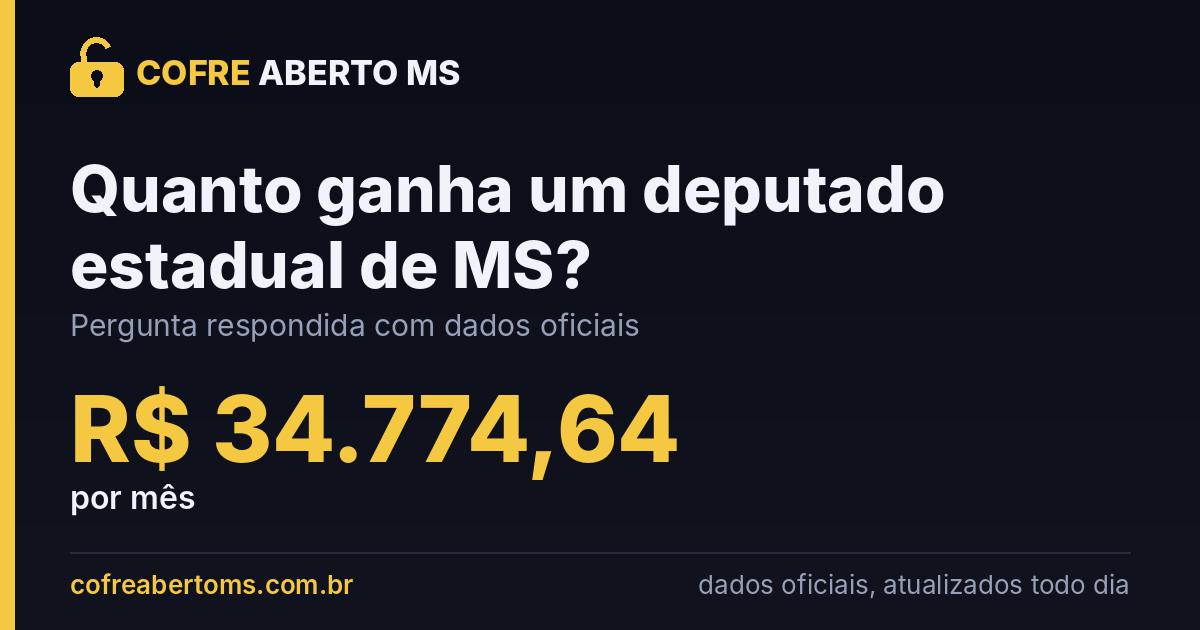 COFRE ABERTO MS
Quanto ganha um deputado
estadual de MS?
Pergunta respondida com dados oficiais
R$ 34.774,64
por mês
cofreabertoms.com.br
dados oficiais, atualizados todo dia